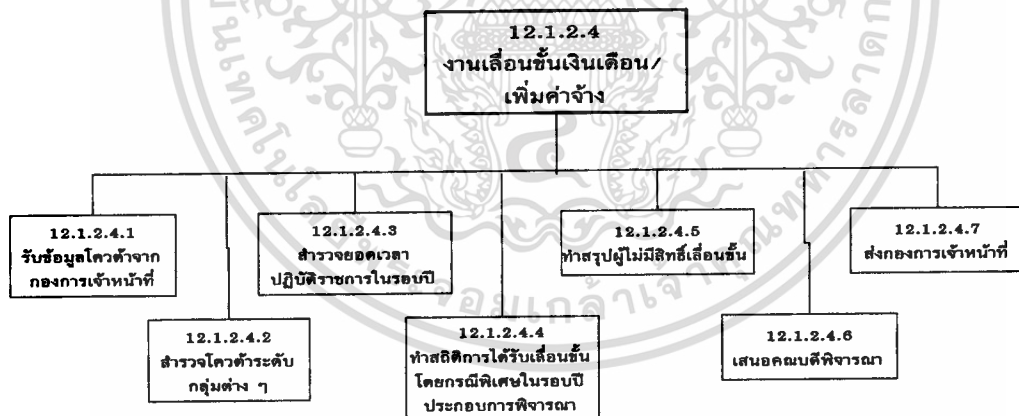 12.1.2.4
งานเลื่อนขั้นเงินเดือน/
เพิ่มค่าจ้าง
12.1.2.4.1
รับข้อมูลโควต้าจาก
กองการเจ้าหน้าที่
12.1.2.4.2
สำรวจโควต้าระดับ
กลุ่มต่าง ๆ
12.1.2.4.3
สำรวจยอดเวลา
ปฏิบัติราชการในรอบปี
12.1.2.4.4
ทำสถิติการได้รับเลื่อนขั้น
โดยกรณีพิเศษในรอบปี
ประกอบการพิจารณา
12.1.2.4.5
ทำสรุปผู้ไม่มีสิทธิ์เลื่อนขั้น
12.1.2.4.6
เสนอคณบดีพิจารณา
12.1.2.4.7
ส่งกองการเจ้าหน้าที่